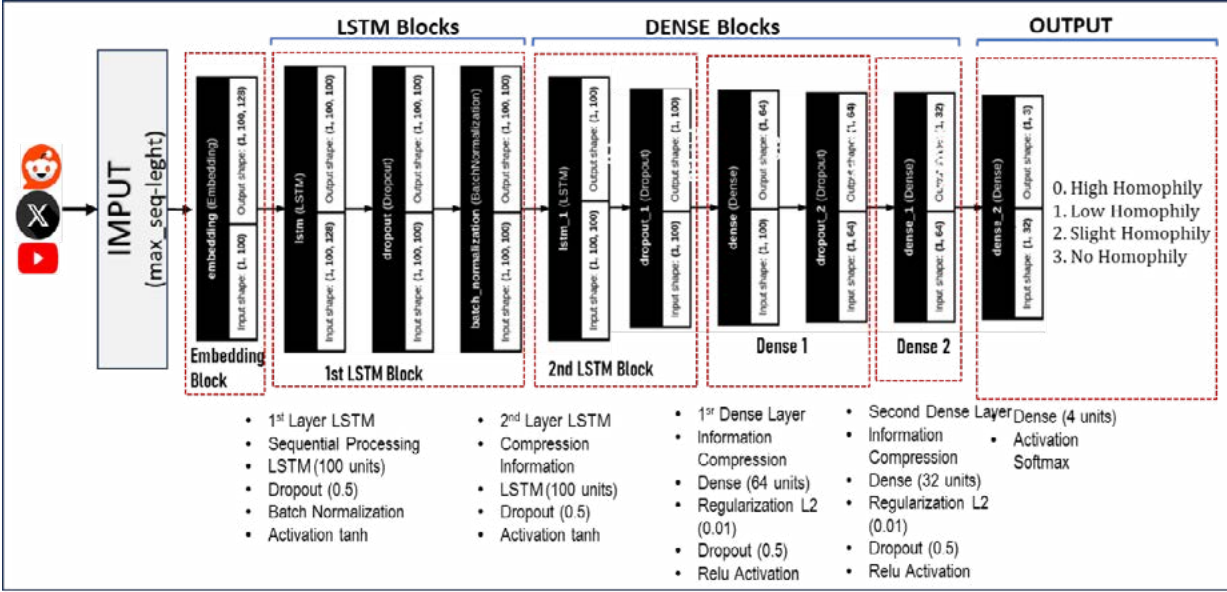 LSTM Blocks
DENSE Blocks
OUTPUT
IMPUT
(max_seq-leght)
embedding (Embedding)
Input shape: (1, 100)
Output shape: (1, 100, 128)
Embedding
Block
lstm (LSTM)
Input shape: (1, 100, 128)
Output shape: (1, 100, 100)
dropout (Dropout)
Input shape: (1, 100, 100)
Output shape: (1, 100, 100)
batch_normalization (BatchNormalization)
Input shape: (1, 100, 100)
Output shape: (1, 100, 100)
1st LSTM Block
lstm_1 (LSTM)
Input shape: (1, 100, 100)
Output shape: (1, 100)
dropout_1 (Dropout)
Input shape: (1, 100)
Output shape: (1, 100)
2nd LSTM Block
dense (Dense)
Input shape: (1, 100)
Output shape: (1, 64)
dropout_2 (Dropout)
Input shape: (1, 64)
Output shape: (1, 64)
Dense 1
dense_1 (Dense)
Input shape: (1, 64)
(1, 32)
Dense 2
dense_2 (Dense)
Input shape: (1, 32)
Output shape: (1, 3)
0. High Homophily
1. Low Homophily
2. Slight Homophily
3. No Homophily
• 1st Layer LSTM
• Sequential Processing
• LSTM (100 units)
• Dropout (0.5)
• Batch Normalization
• Activation tanh
• 2nd Layer LSTM
• Compression
Information
• LSTM (100 units)
• Dropout (0.5)
• Activation tanh
• 1sr Dense Layer
• Information
Compression
• Dense (64 units)
• Regularization L2
(0.01)
• Dropout (0.5)
• Relu Activation
• Second Dense Layer
• Information
Compression
• Dense (32 units)
• Regularization L2
(0.01)
• Dropout (0.5)
• Relu Activation
• Dense (4 units)
• Activation
Softmax